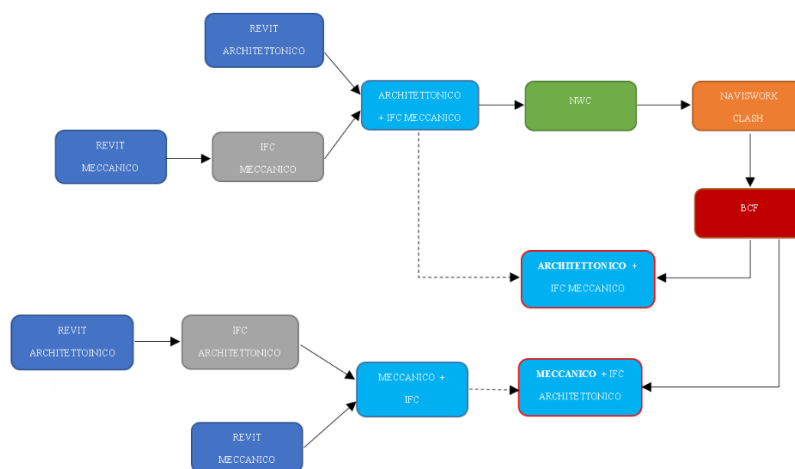 REVIT
ARCHITETTONICO
ARCHITETTONICO
+ IFC MECCANICO
NWC
NAVISWORK
CLASH
REVIT
MECCANICO
IFC
MECCANICO
BCF
ARCHITETTONICO +
IFC MECCANICO
REVIT
ARCHITETTOINICO
IFC
ARCHITETTONICO
MECCANICO +
IFC
MECCANICO + IFC
ARCHITETTONICO
REVIT
MECCANICO